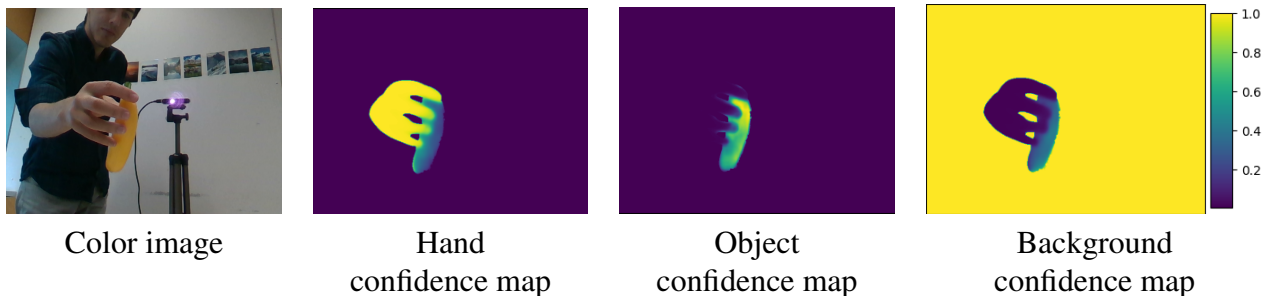 1.0
0.8
0.6
0.4
0.2
Color image
Hand
confidence map
Object
confidence map
Background
confidence map